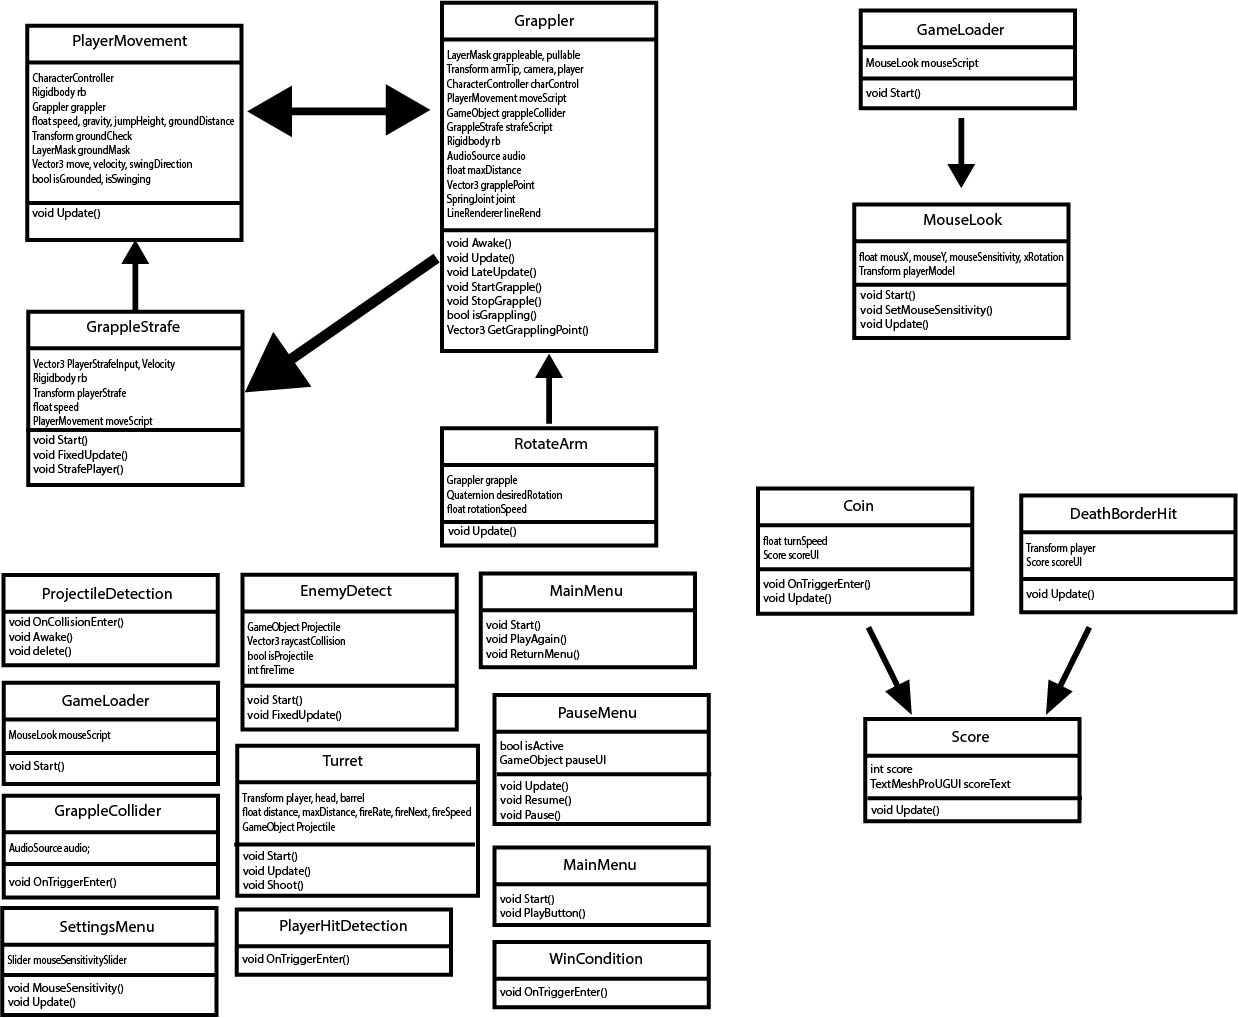 PlayerMovement
CharacterController
Rigidbody rb
Grappler grappler
float speed, gravity, jumpHeight, groundDistance
Transform groundCheck
LayerMask groundMask
Vector3 move, velocity, swingDirection
bool isGrounded, isSwinging
void Update()
Grappler
LayerMask grappleable, pullable
Transform armTip, camera, player
CharacterController charControl
PlayerMovement moveScript
GameObject grappleCollider
GrappleStrafe strafeScript
Rigidbody rb
AudioSource audio
float maxDistance
Vector3 grapplePoint
SpringJoint joint
LineRenderer lineRend
void Awake()
void Update()
void LateUpdate()
void StartGrapple()
void StopGrapple()
bool isGrappling()
Vector3 GetGrapplingPoint()
GameLoader
MouseLook mouseScript
void Start()
MouseLook
float mousX, mouseY, mouseSensitivity, xRotation
Transform playerModel
void Start()
void SetMouseSensitivity()
void Update()
GrappleStrafe
Vector3 PlayerStrafeInput, Velocity
Rigidbody rb
Transform playerStrafe
float speed
PlayerMovement moveScript
void Start()
void FixedUpdate()
void StrafePlayer()
RotateArm
Grappler grapple
Quaternion desiredRotation
float rotationSpeed
void Update()
Coin
float turnSpeed
Score scoreUI
void OnTriggerEnter()
void Update()
DeathBorderHit
Transform player
Score scoreUI
void Update()
Score
int score
TextMeshProUGUI scoreText
void Update()
ProjectileDetection
void OnCollisionEnter()
void Awake()
void delete()
GameLoader
MouseLook mouseScript
void Start()
GrappleCollider
AudioSource audio;
void OnTriggerEnter()
SettingsMenu
Slider mouseSensitivitySlider
void MouseSensitivity()
void Update()
EnemyDetect
GameObject Projectile
Vector3 raycastCollision
bool isProjectile
int fireTime
void Start()
void FixedUpdate()
Turret
Transform player, head, barrel
float distance, maxDistance, fireRate, fireNext, fireSpeed
GameObject Projectile
void Start()
void Update()
void Shoot()
PlayerHitDetection
void OnTriggerEnter()
MainMenu
void Start()
void PlayAgain()
void ReturnMenu()
PauseMenu
bool isActive
GameObject pauseUI
void Update()
void Resume()
void Pause()
MainMenu
void Start()
void PlayButton()
WinCondition
void OnTriggerEnter()